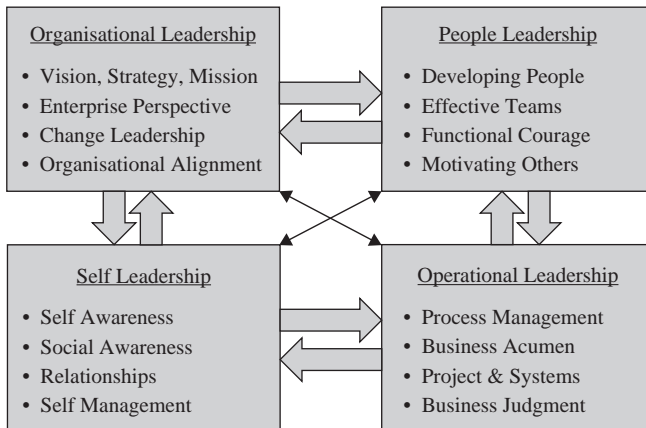 Organisational Leadership
• Vision, Strategy, Mission
• Enterprise Perspective
• Change Leadership
• Organisational Alignment
People Leadership
• Developing People
• Effective Teams
• Functional Courage
• Motivating Others
Self Leadership
• Self Awareness
• Social Awareness
• Relationships
• Self Management
Operational Leadership
• Process Management
• Business Acumen
• Project & Systems
• Business Judgment